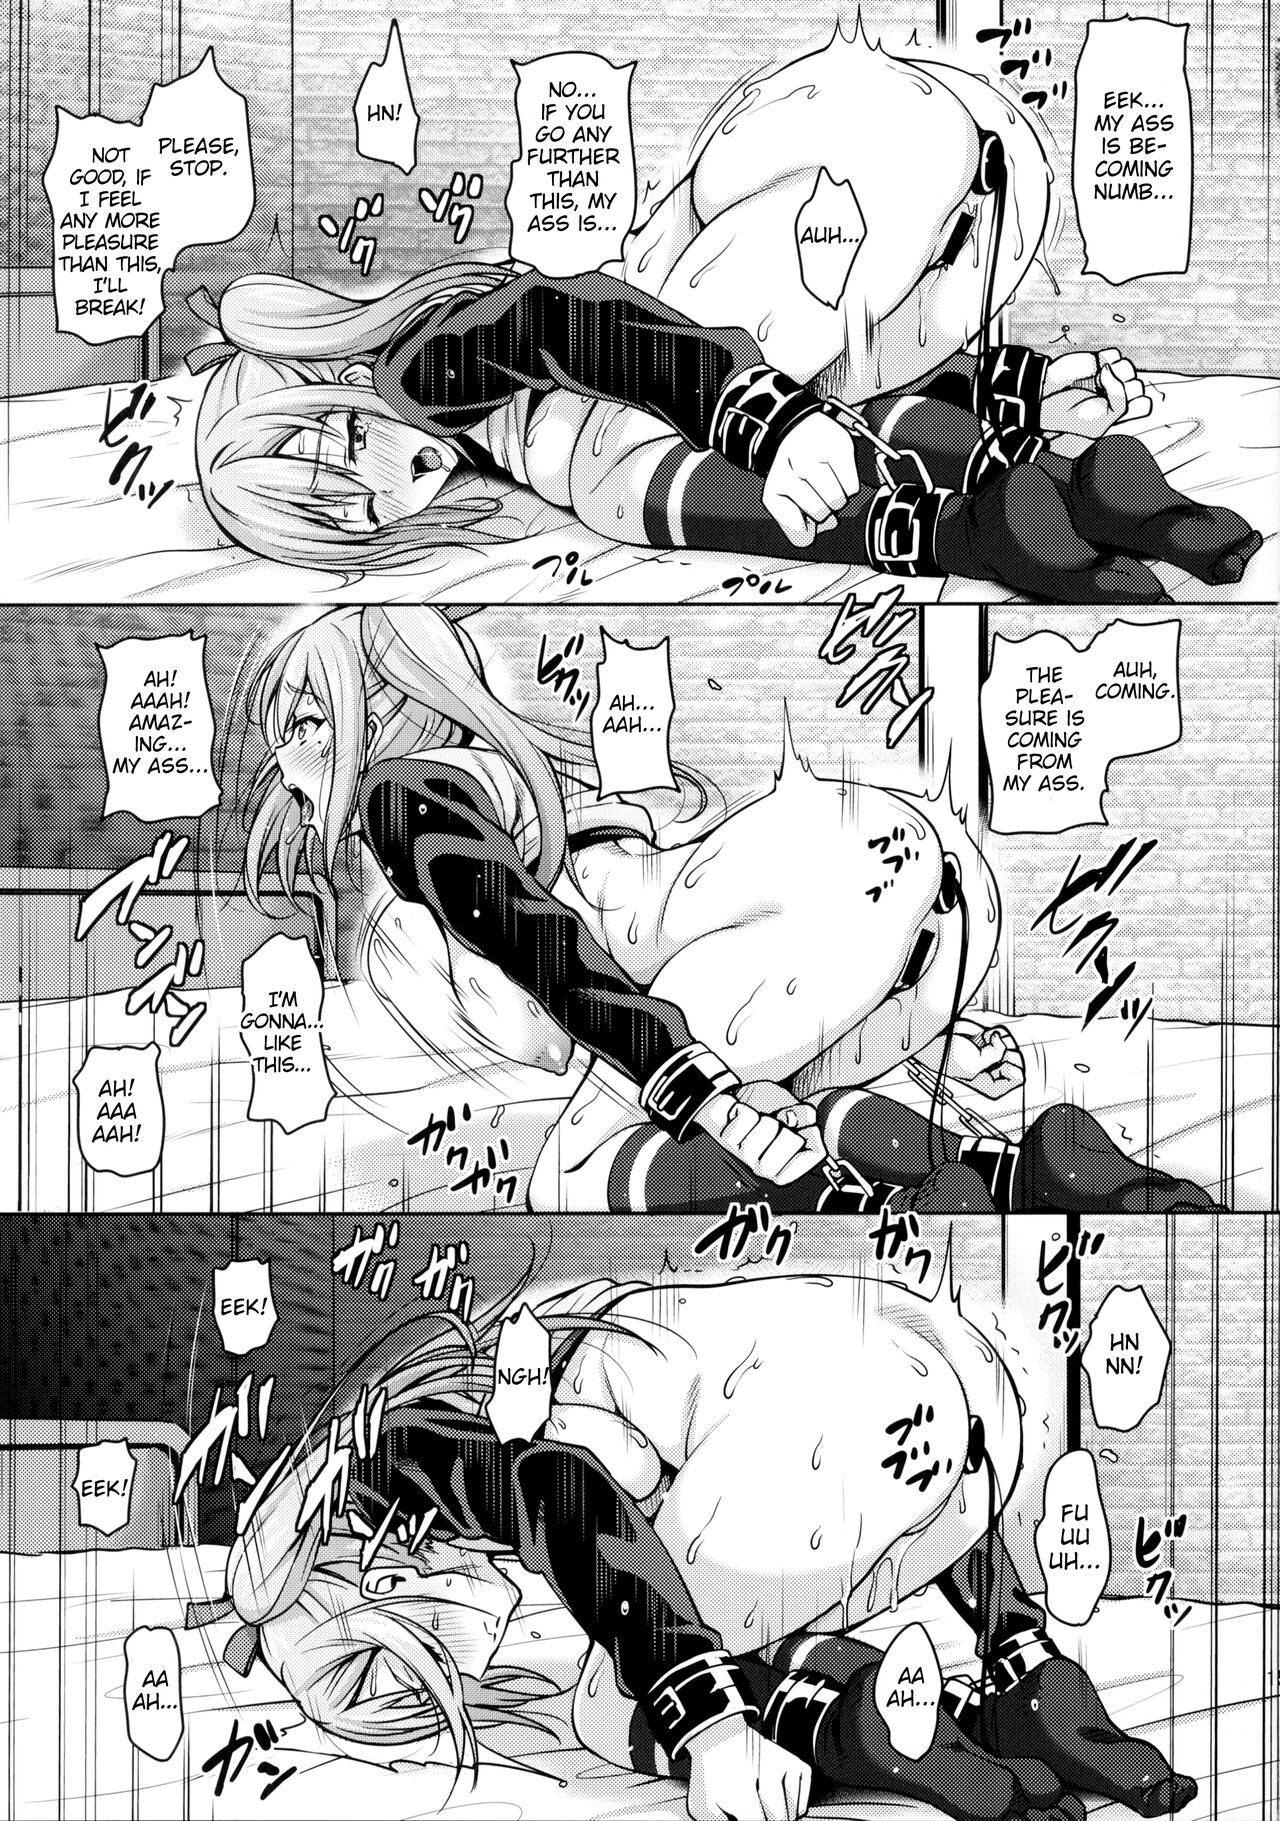 EEK...
MY ASS
IS BE-
COMING
NUMB...
AUH...
NO...
IF YOU
GO ANY
FURTHER
THAN
THIS, MY
ASS IS...
HN!
PLEASE,
STOP.
NOT
GOOD, IF
I FEEL
ANY MORE
PLEASURE
THAN THIS,
I'LL
BREAK!
AUH,
COMING.
THE
PLEA-
SURE IS
COMING
FROM
MY ASS.
AH...
AAH...
AH!
AAAH!
AMAZ-
ING...
MY ASS...
I'M
GONNA...
LIKE
THIS...
AH!
AAA
AAH!
HN
NN!
FU
UU
UH...
NGH!
AA
AH...
EEK!
EEK!
AA
AH...